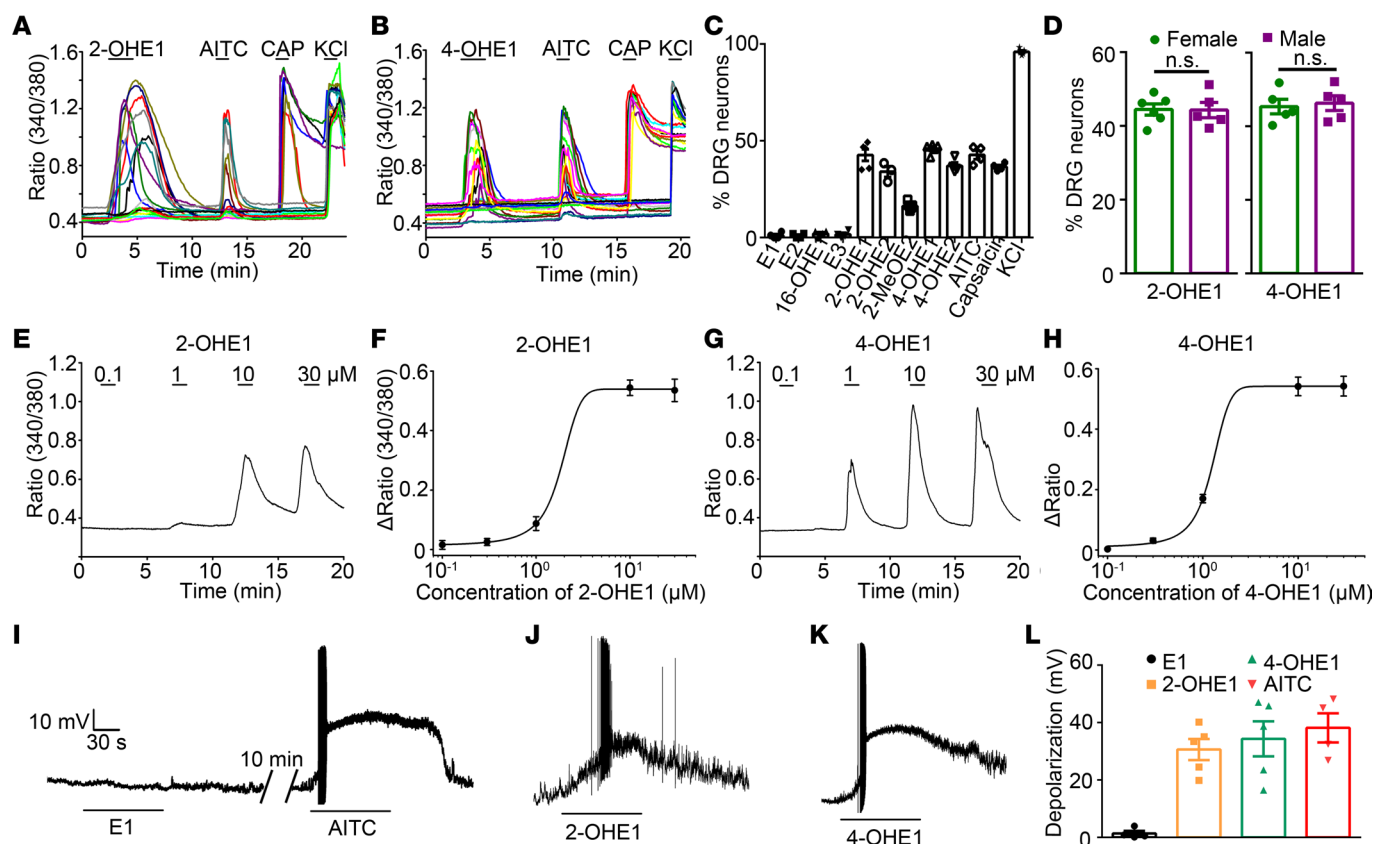 A
2-OHE1 AITC CAP KCl
1.6
1.2
0.8
0.4
Ratio (340/380)
0 5 10 15 20
Time (min)
B
4-OHE1 AITC CAP KCl
1.6
1.2
0.8
0.4
Ratio (340/380)
0 5 10 15 20
Time (min)
C
100
50
0
% DRG neurons
E1
E2
16-OHE1
E3
2-OHE1
2-OHE2
2-MeOE2
4-OHE1
4-OHE2
AITC
Capsaicin
KCl
D
Female Male
n.s. n.s.
60
40
20
0
% DRG neurons
2-OHE1 4-OHE1
E
2-OHE1
0.1 1 10 30 µM
1.2
1.0
0.8
0.6
0.4
Ratio (340/380)
0 5 10 15 20
Time (min)
F
2-OHE1
0.6
0.4
0.2
0
ΔRatio (340/380)
10⁻¹ 10⁰ 10¹
Concentration of 2-OHE1 (µM)
G
4-OHE1
0.1 1 10 30 µM
1.2
1.0
0.8
0.6
0.4
Ratio
0 5 10 15 20
Time (min)
H
4-OHE1
0.6
0.4
0.2
0
ΔRatio
10⁻¹ 10⁰ 10¹
Concentration of 4-OHE1 (µM)
I
10 mV
30 s
10 min
E1
AITC
J
2-OHE1
K
4-OHE1
L
E1 4-OHE1
2-OHE1 AITC
60
40
20
0
Depolarization (mV)